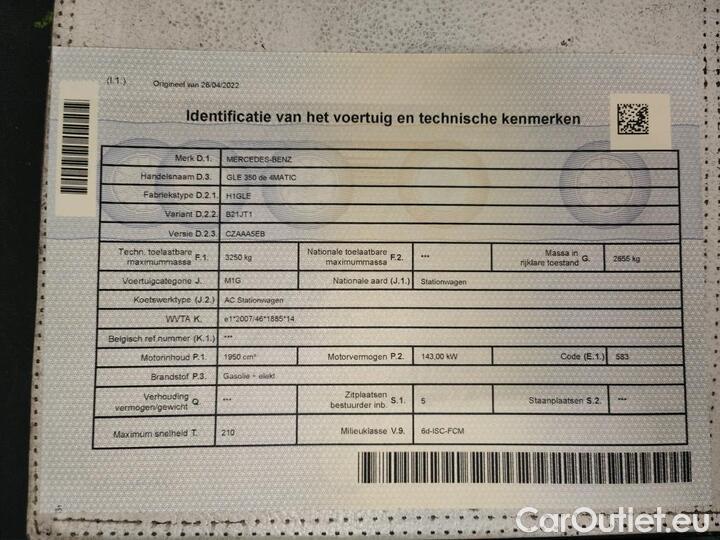 (I.1.) Origineel van 26/04/2022
Identificatie van het voertuig en technische kenmerken
Merk D.1. MERCEDES-BENZ
Handelsnaam D.3. GLE 350 de 4MATIC
Fabriekstype D.2.1. H1GLE
Variant D.2.2. B21JT1
Versie D.2.3. CZAAA5EB
Techn. toelaatbare maximummassa F.1. 3250 kg Nationale toelaatbare maximummassa F.2. *** Massa in rijklare toestand G. 2655 kg
Voertuigcategorie J. M1G Nationale aard (J.1.) Stationwagen
Koetswerktype (J.2.) AC Stationwagen
WVTA K. e1*2007/46*1885*14
Belgisch ref.nummer (K.1.) ***
Motorinhoud P.1. 1950 cm³ Motorvermogen P.2. 143,00 kW Code (E.1.) 583
Brandstof P.3. Gasolie + elekt
Verhouding vermogen/gewicht Q. *** Zitplaatsen bestuurder inb. S.1. 5 Staanplaatsen S.2. ***
Maximum snelheid T. 210 Milieuklasse V.9. 6d-ISC-FCM
CarOutlet.eu